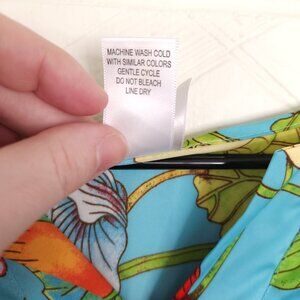 MACHINE WASH COLD
WITH SIMILAR COLORS
GENTLE CYCLE
DO NOT BLEACH
LINE DRY